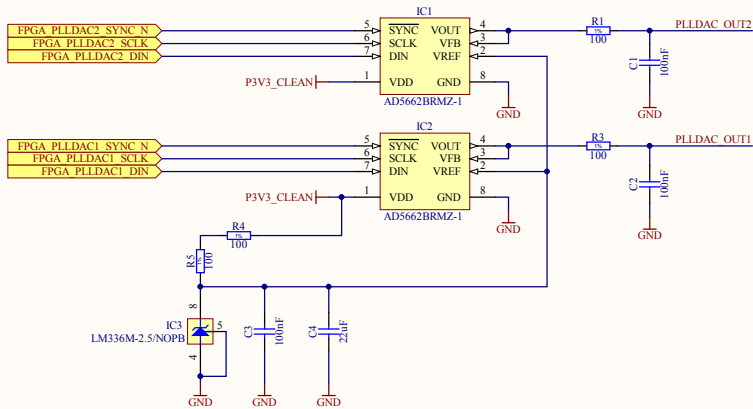 IC1
FPGA_PLLDAC2_SYNC_N 5 SYNC VOUT 4 R1 PLLDAC_OUT2
FPGA_PLLDAC2_SCLK 6 SCLK VFB 3 1% 100
FPGA_PLLDAC2_DIN 7 DIN VREF 2 C1 100nF
P3V3_CLEAN 1 VDD GND 8
AD5662BRMZ-1 GND GND
IC2
FPGA_PLLDAC1_SYNC_N 5 SYNC VOUT 4 R3 PLLDAC_OUT1
FPGA_PLLDAC1_SCLK 6 SCLK VFB 3 1% 100
FPGA_PLLDAC1_DIN 7 DIN VREF 2 C2 100nF
P3V3_CLEAN 1 VDD GND 8
AD5662BRMZ-1 GND GND
R4
1%
100
R5 1% 100
8
IC3 5 C3 100nF C4 22uF
LM336M-2.5/NOPB
4
GND GND GND